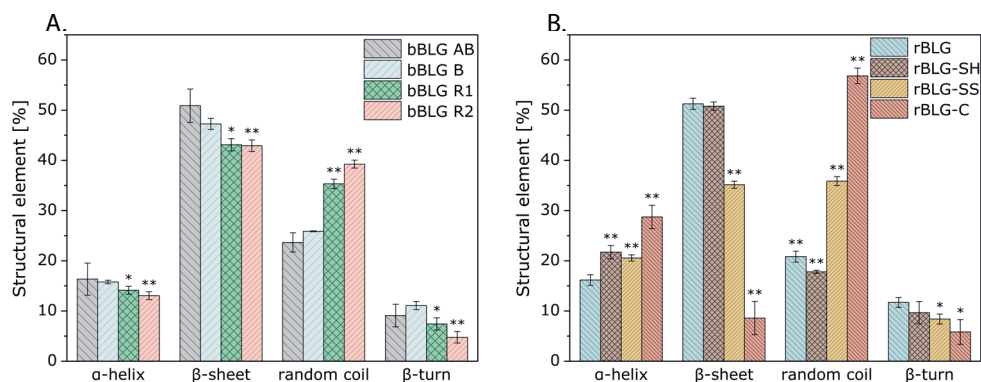 A.
Structural element [%]
60
50
40
30
20
10
0
bBLG AB
bBLG B
bBLG R1
bBLG R2
* **
** **
* **
* **
α-helix β-sheet random coil β-turn
B.
Structural element [%]
60
50
40
30
20
10
0
rBLG
rBLG-SH
rBLG-SS
rBLG-C
** ** **
** **
** ** ** **
* *
α-helix β-sheet random coil β-turn